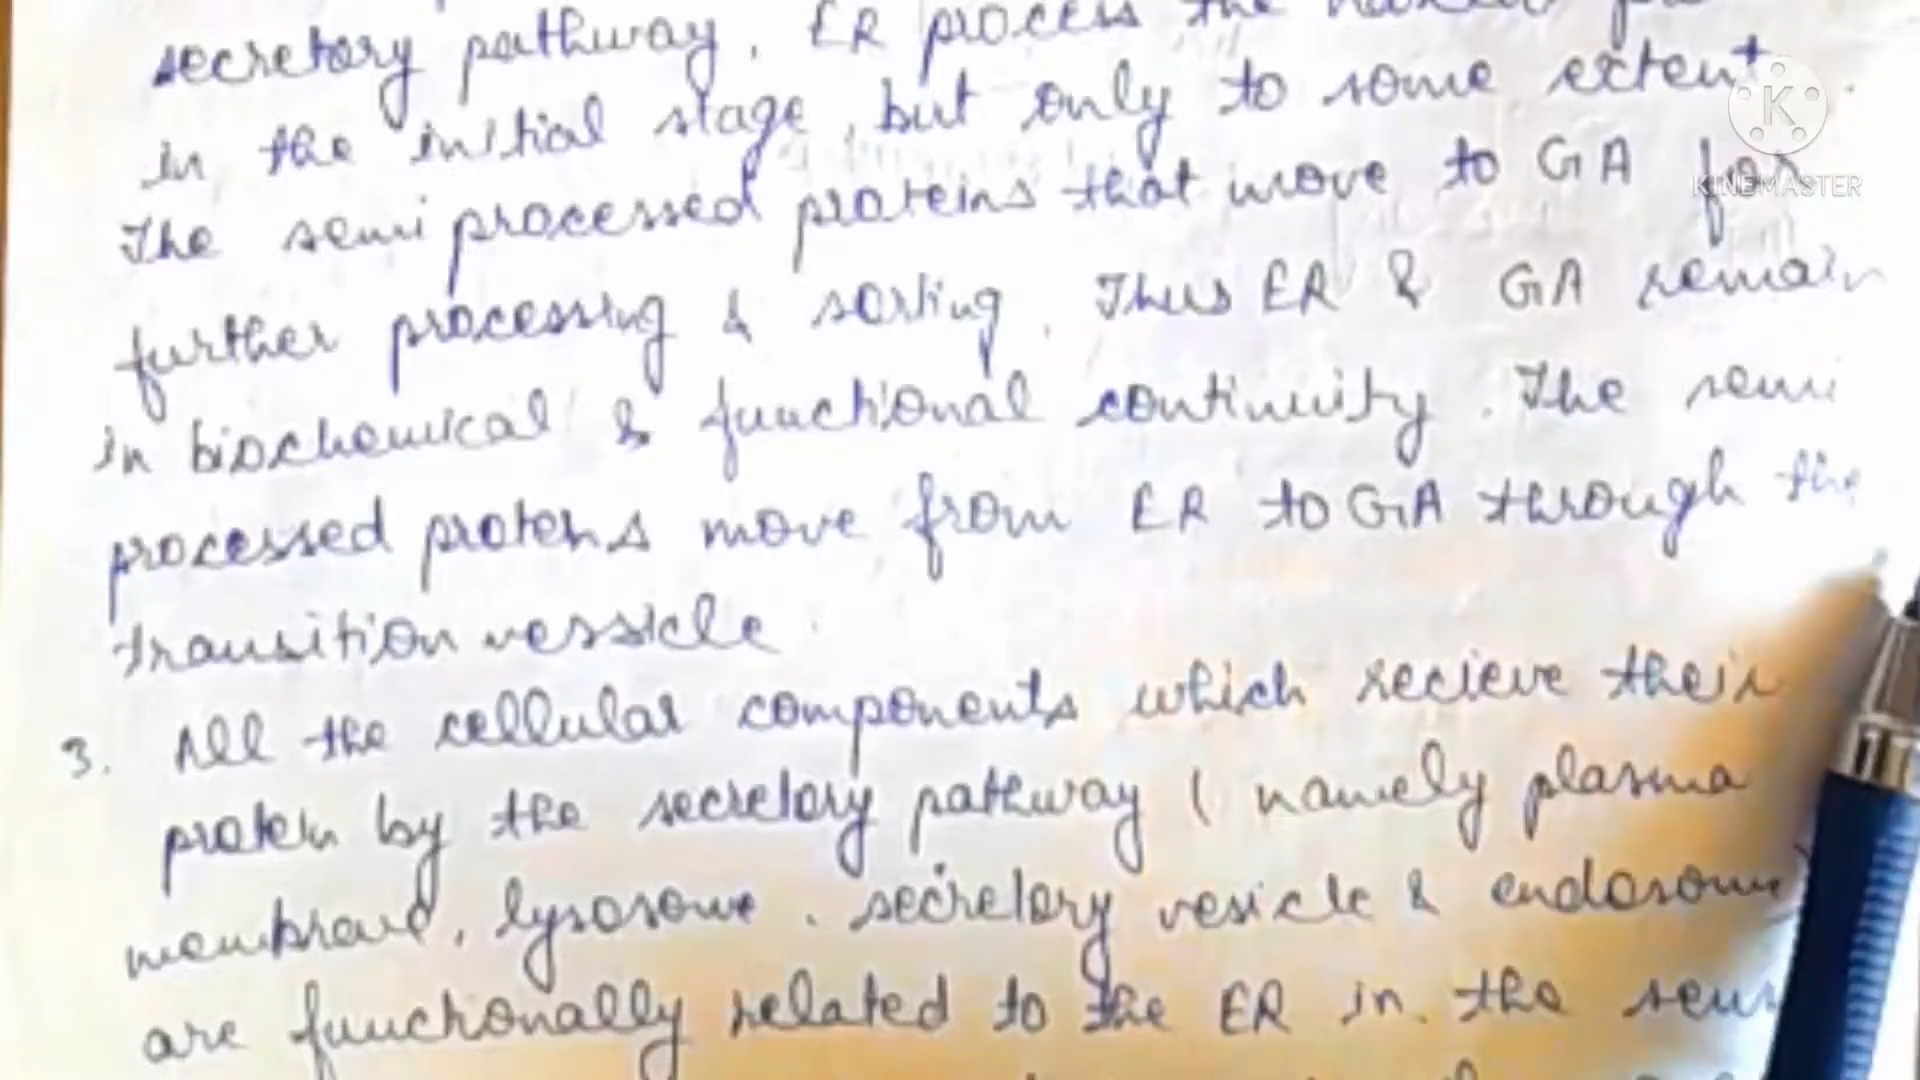 secretory pathway. ER process the
in the initial stage, but only to some extent.
The semi processed proteins that move to GA for
KINEMASTER
further processing & sorting. Thus ER & GA remain
in biochemical & functional continuity. The semi
processed protens move from ER to GA through the
transition vessicle.
3. All the cellular components which recieve their
protein by the secretory pathway ( namely plasma
membrane, lysosome, secretory vesicle & endosome)
are functionally related to the ER in the